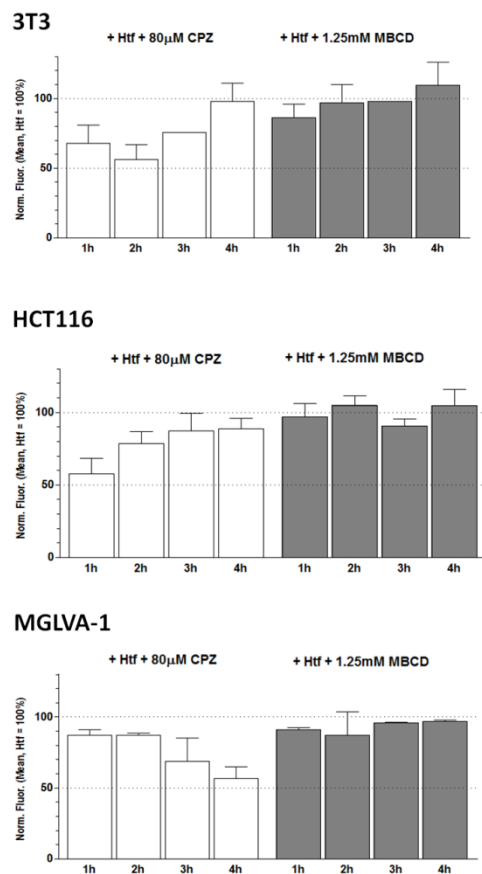 3T3
+ Htf + 80µM CPZ + Htf + 1.25mM MBCD
Norm. Fluor. (Mean, Htf = 100%)
100
50
0
1h 2h 3h 4h 1h 2h 3h 4h
HCT116
+ Htf + 80µM CPZ + Htf + 1.25mM MBCD
Norm. Fluor. (Mean, Htf = 100%)
100
50
0
1h 2h 3h 4h 1h 2h 3h 4h
MGLVA-1
+ Htf + 80µM CPZ + Htf + 1.25mM MBCD
Norm. Fluor. (Mean, Htf = 100%)
100
50
0
1h 2h 3h 4h 1h 2h 3h 4h